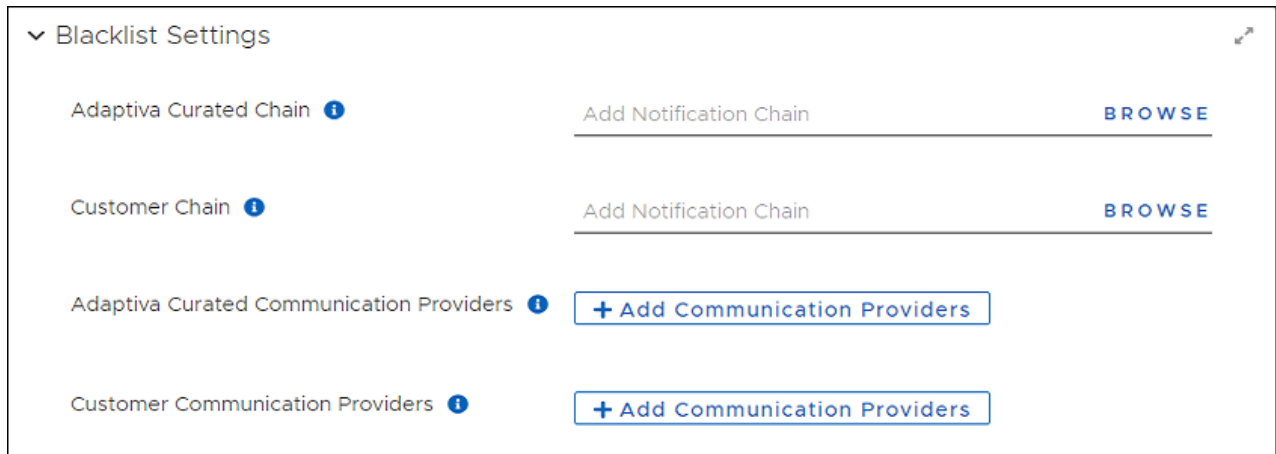 Blacklist Settings
Adaptiva Curated Chain
Add Notification Chain
BROWSE
Customer Chain
Add Notification Chain
BROWSE
Adaptiva Curated Communication Providers
+ Add Communication Providers
Customer Communication Providers
+ Add Communication Providers